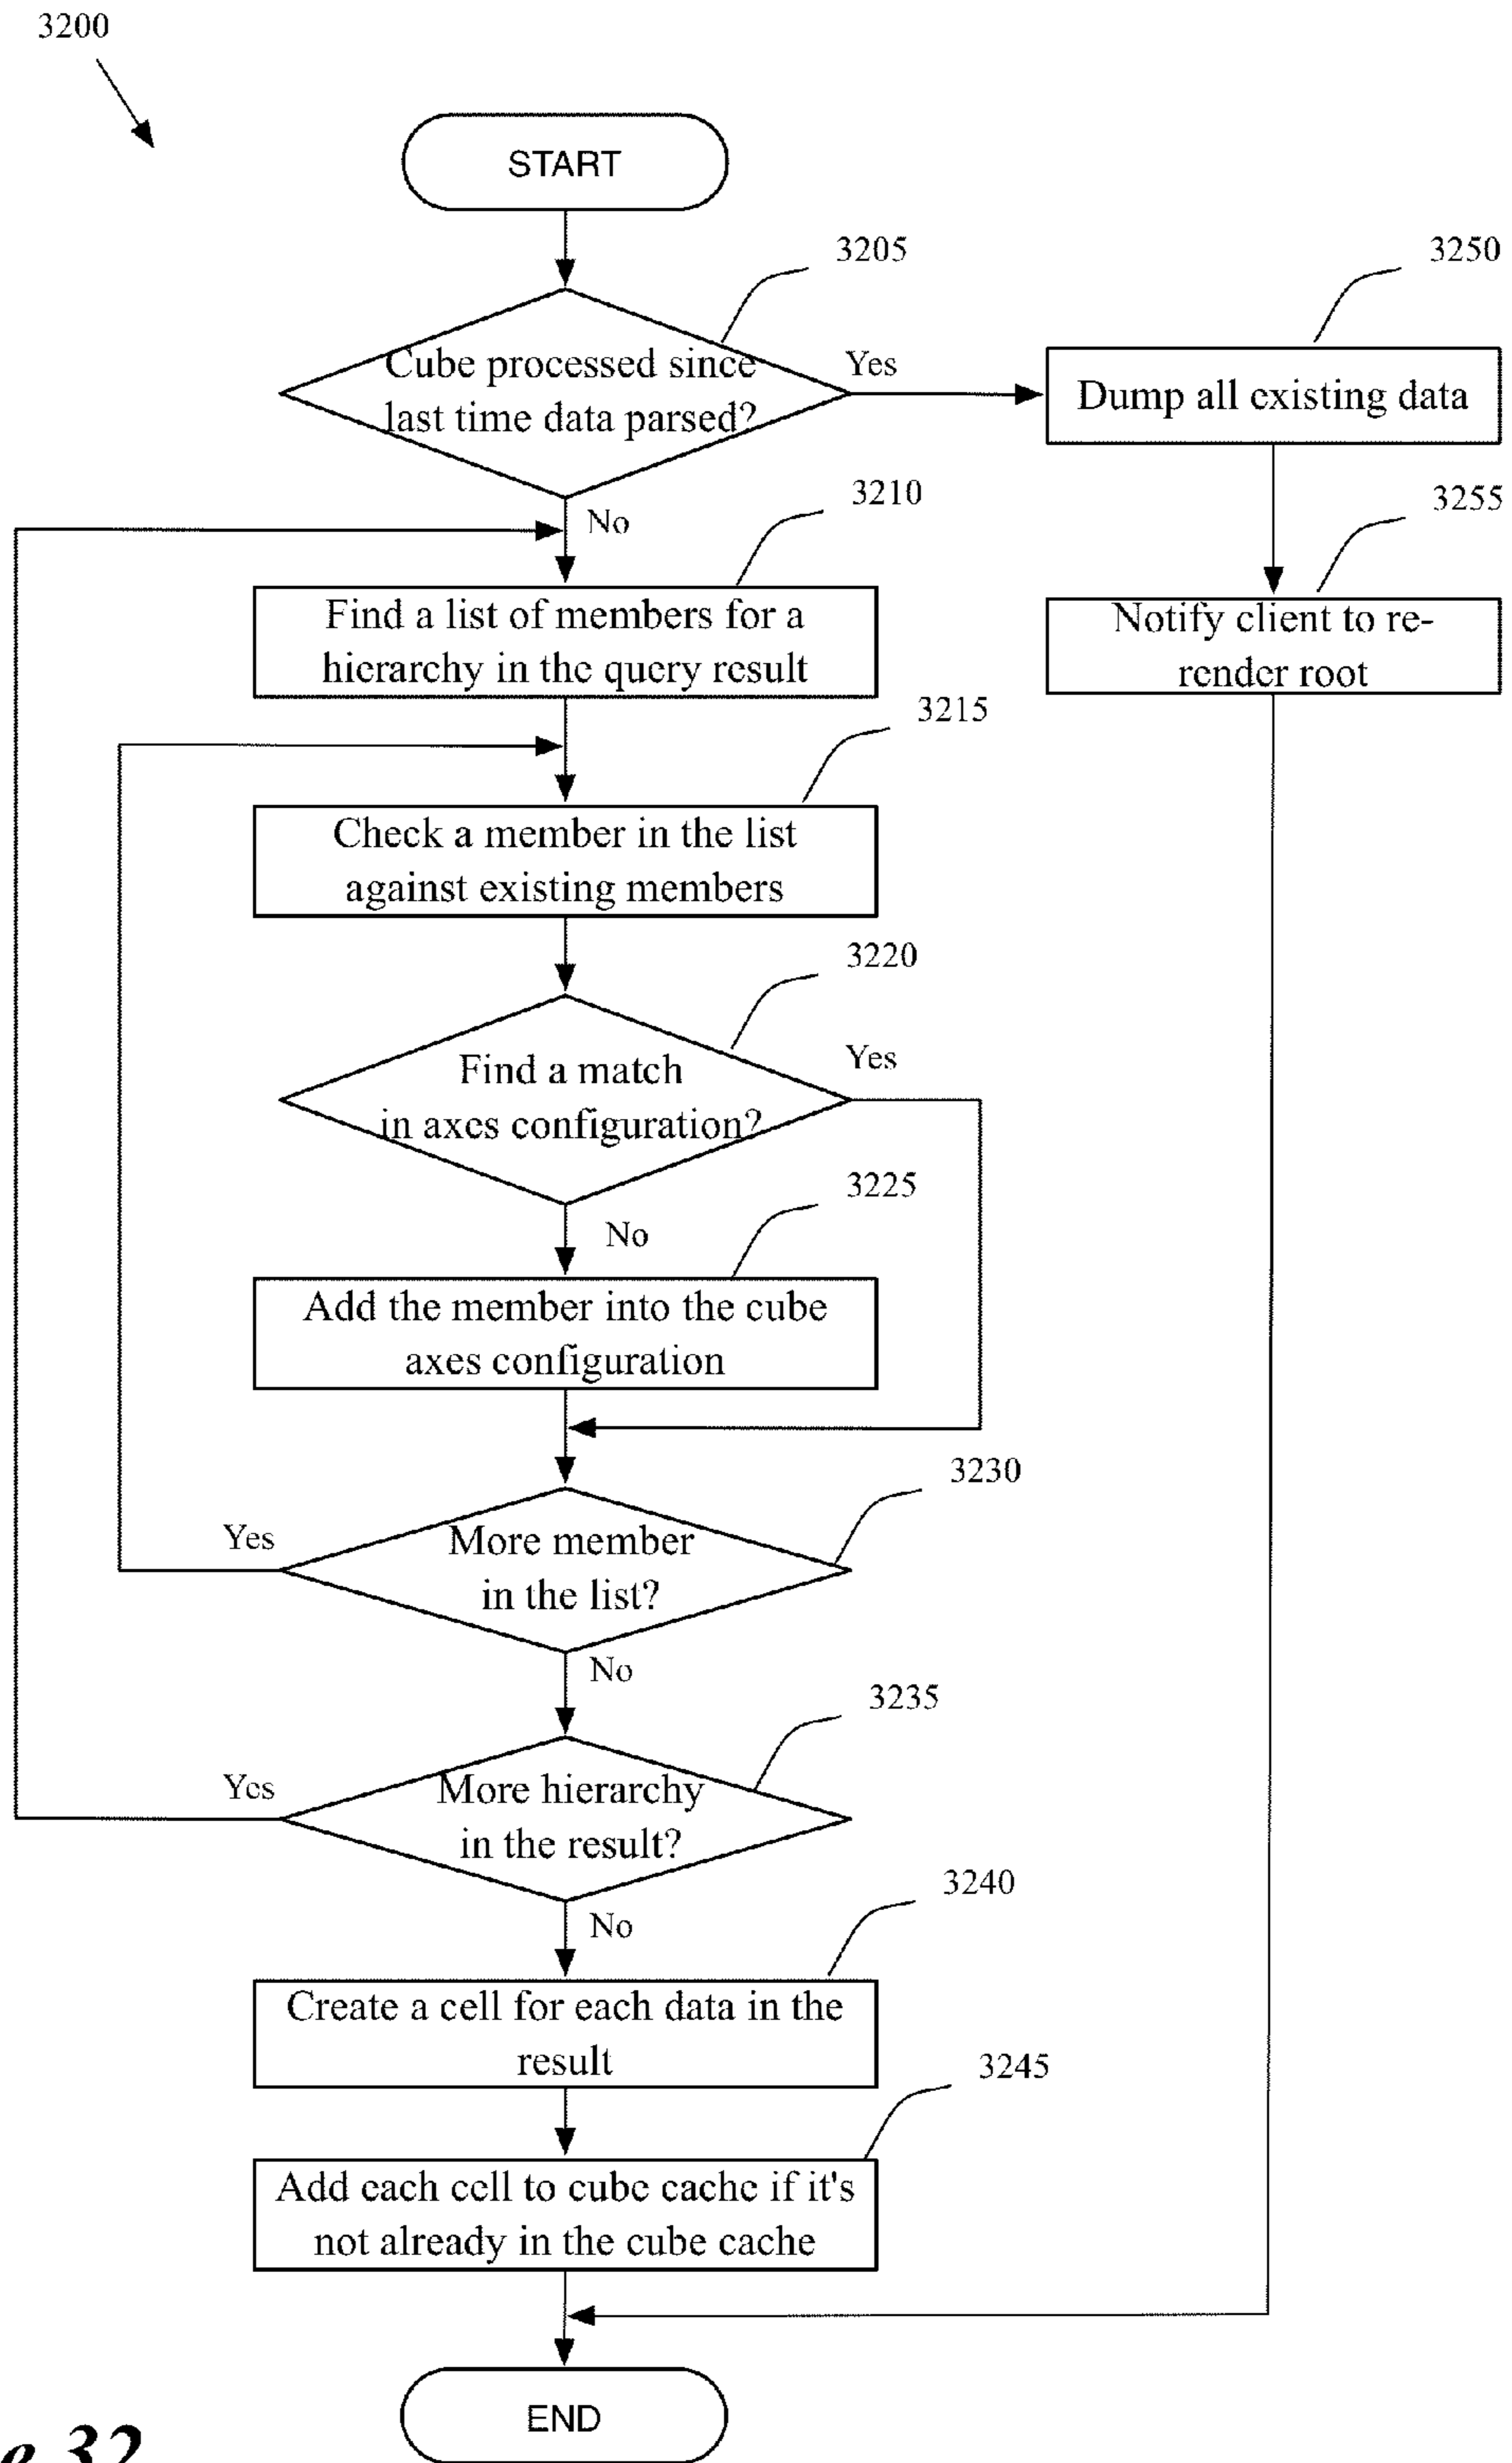 3200
START
3205
3250
Cube processed since
last time data parsed?
Yes
Dump all existing data
3210
3255
No
Find a list of members for a
hierarchy in the query result
Notify client to re-
render root
3215
Check a member in the list
against existing members
3220
Find a match
in axes configuration?
Yes
3225
No
Add the member into the cube
axes configuration
3230
Yes
More member
in the list?
No
3235
Yes
More hierarchy
in the result?
3240
No
Create a cell for each data in the
result
3245
Add each cell to cube cache if it's
not already in the cube cache
END
32